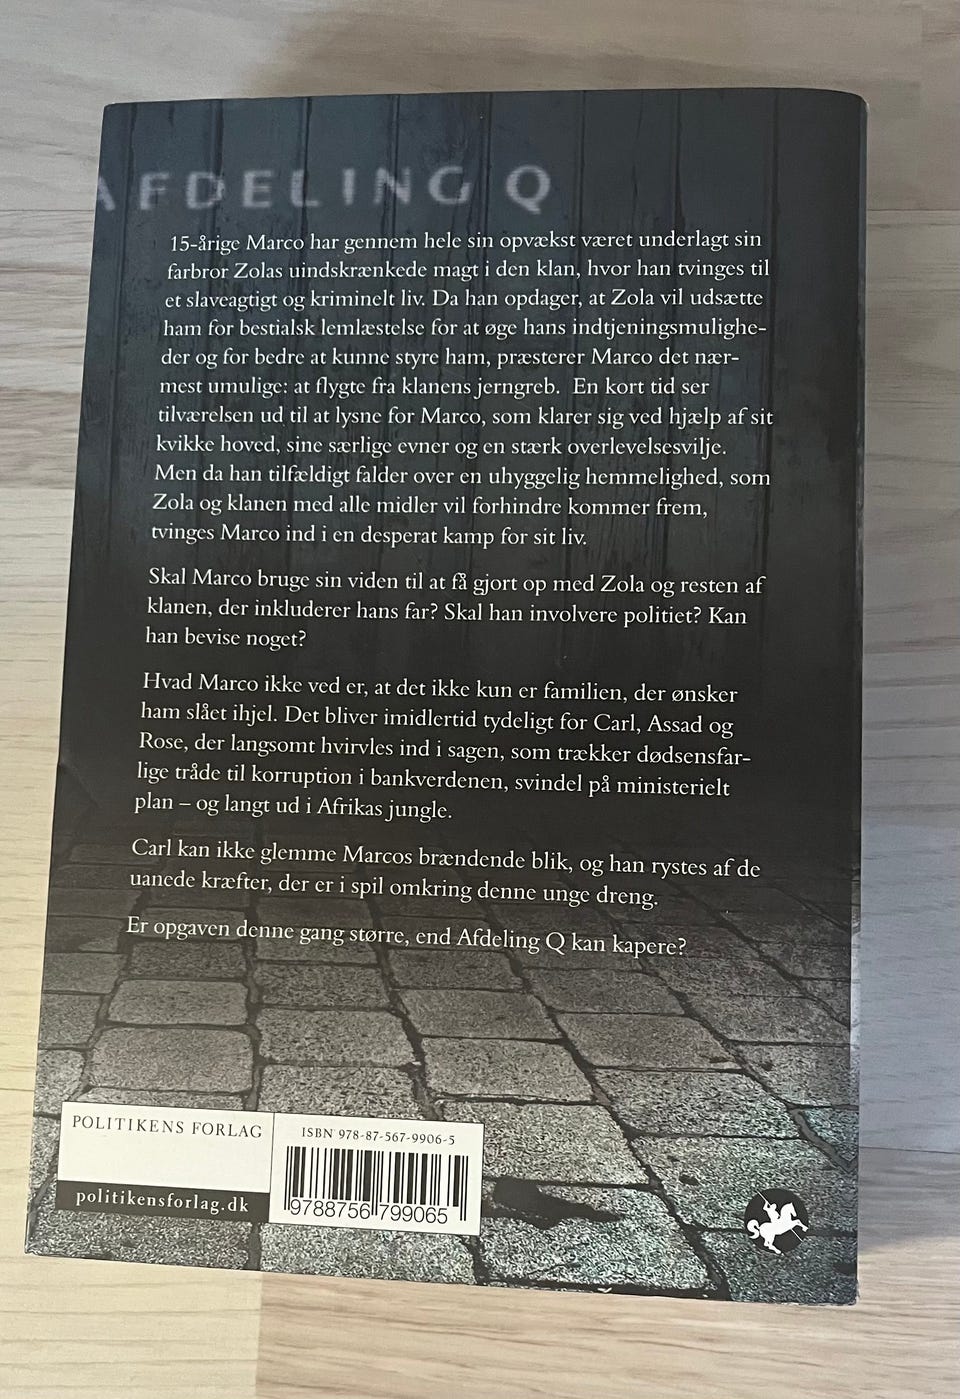 AFDELING Q
15-årige Marco har gennem hele sin opvækst været underlagt sin
farbror Zolas uindskrænkede magt i den klan, hvor han tvinges til
et slaveagtigt og kriminelt liv. Da han opdager, at Zola vil udsætte
ham for bestialsk lemlæstelse for at øge hans indtjeningsmulighe-
der og for bedre at kunne styre ham, præsterer Marco det nær-
mest umulige: at flygte fra klanens jerngreb. En kort tid ser
tilværelsen ud til at lysne for Marco, som klarer sig ved hjælp af sit
kvikke hoved, sine særlige evner og en stærk overlevelsesvilje.
Men da han tilfældigt falder over en uhyggelig hemmelighed, som
Zola og klanen med alle midler vil forhindre kommer frem,
tvinges Marco ind i en desperat kamp for sit liv.
Skal Marco bruge sin viden til at få gjort op med Zola og resten af
klanen, der inkluderer hans far? Skal han involvere politiet? Kan
han bevise noget?
Hvad Marco ikke ved er, at det ikke kun er familien, der ønsker
ham slået ihjel. Det bliver imidlertid tydeligt for Carl, Assad og
Rose, der langsomt hvirvles ind i sagen, som trækker dødsensfar-
lige tråde til korruption i bankverdenen, svindel på ministerielt
plan – og langt ud i Afrikas jungle.
Carl kan ikke glemme Marcos brændende blik, og han rystes af de
uanede kræfter, der er i spil omkring denne unge dreng.
Er opgaven denne gang større, end Afdeling Q kan kapere?
POLITIKENS FORLAG
politikensforlag.dk
ISBN 978-87-567-9906-5
9788756799065